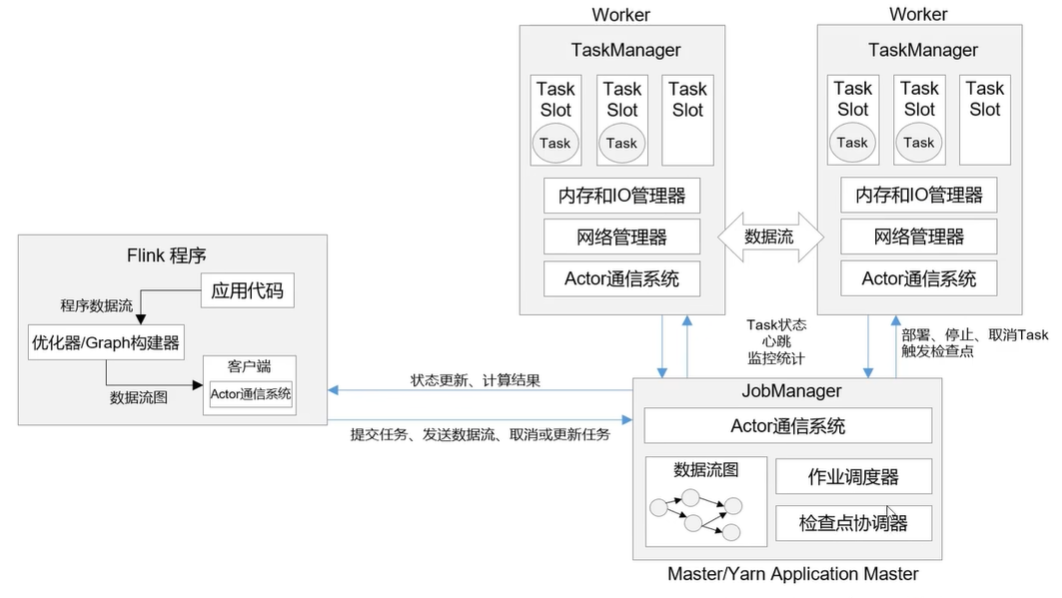 Worker
TaskManager
Task
Slot
Task
Task
Slot
Task
Task
Slot
内存和IO管理器
网络管理器
Actor通信系统
数据流
Worker
TaskManager
Task
Slot
Task
Task
Slot
Task
Task
Slot
内存和IO管理器
网络管理器
Actor通信系统
Flink 程序
应用代码
程序数据流
优化器/Graph构建器
数据流图
客户端
Actor通信系统
Task状态
心跳
监控统计
部署、停止、取消Task
触发检查点
状态更新、计算结果
提交任务、发送数据流、取消或更新任务
JobManager
Actor通信系统
数据流图
作业调度器
检查点协调器
Master/Yarn Application Master